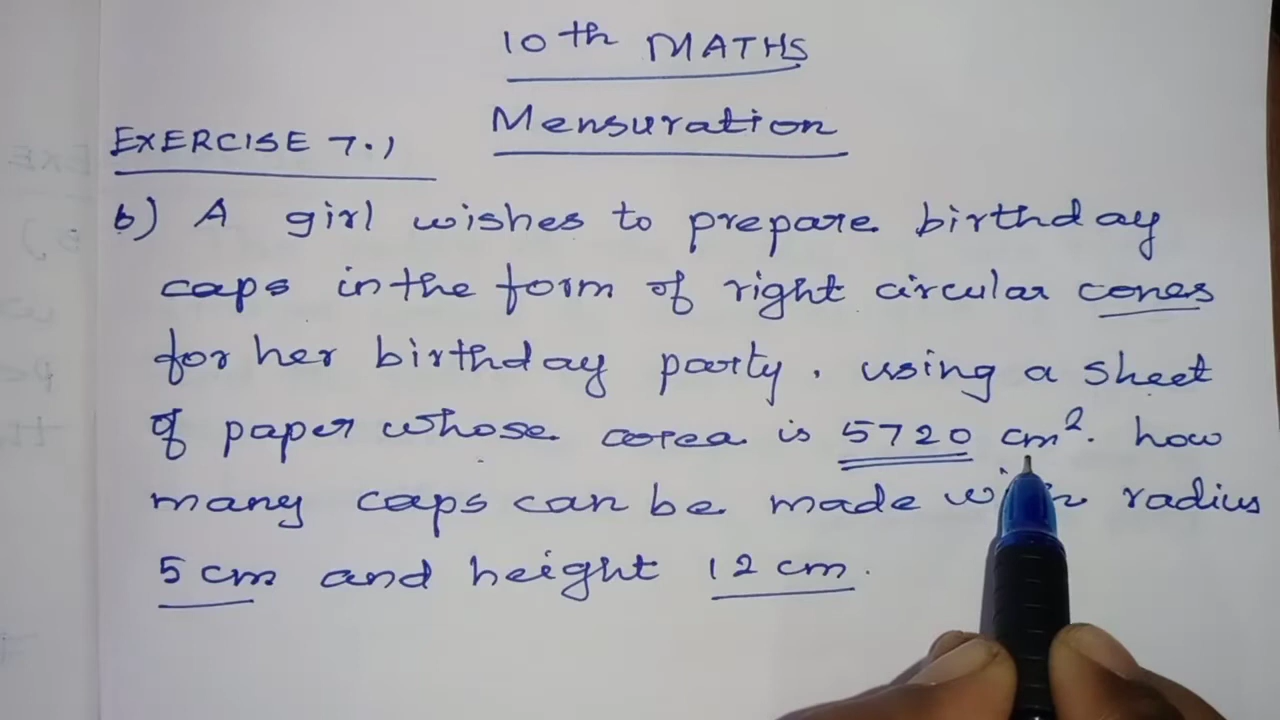 10th MATHS
Mensuration
EXERCISE 7.1
6) A girl wishes to prepare birthday
caps in the form of right circular cones
for her birthday party. using a sheet
of paper whose area is 5720 cm². how
many caps can be made radius
5 cm and height 12 cm.